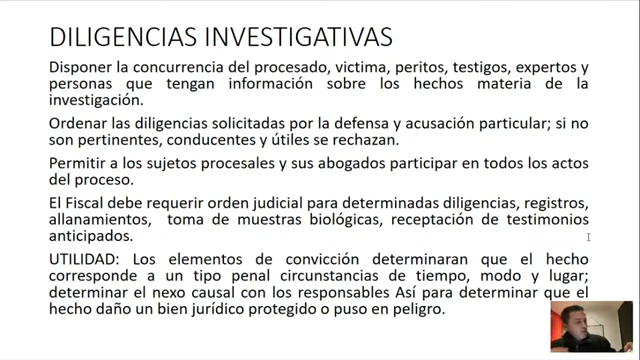 DILIGENCIAS INVESTIGATIVAS
Disponer la concurrencia del procesado, victima, peritos, testigos, expertos y
personas que tengan información sobre los hechos materia de la
investigación.
Ordenar las diligencias solicitadas por la defensa y acusación particular; si no
son pertinentes, conducentes y útiles se rechazan.
Permitir a los sujetos procesales y sus abogados participar en todos los actos
del proceso.
El Fiscal debe requerir orden judicial para determinadas diligencias, registros,
allanamientos, toma de muestras biológicas, receptación de testimonios
anticipados.
UTILIDAD: Los elementos de convicción determinaran que el hecho
corresponde a un tipo penal circunstancias de tiempo, modo y lugar;
determinar el nexo causal con los responsables Así para determinar que el
hecho daño un bien jurídico protegido o puso en peligro.